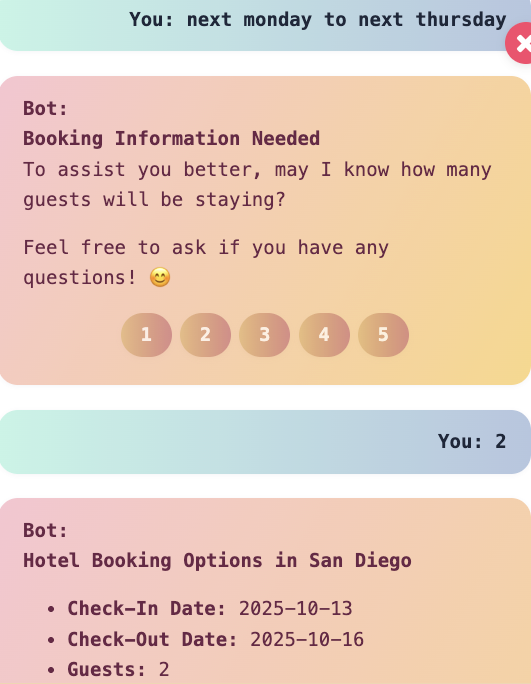 You: next monday to next thursday
Bot:
Booking Information Needed
To assist you better, may I know how many
guests will be staying?
Feel free to ask if you have any
questions! 😊
1 2 3 4 5
You: 2
Bot:
Hotel Booking Options in San Diego
• Check-In Date: 2025-10-13
• Check-Out Date: 2025-10-16
• Guests: 2